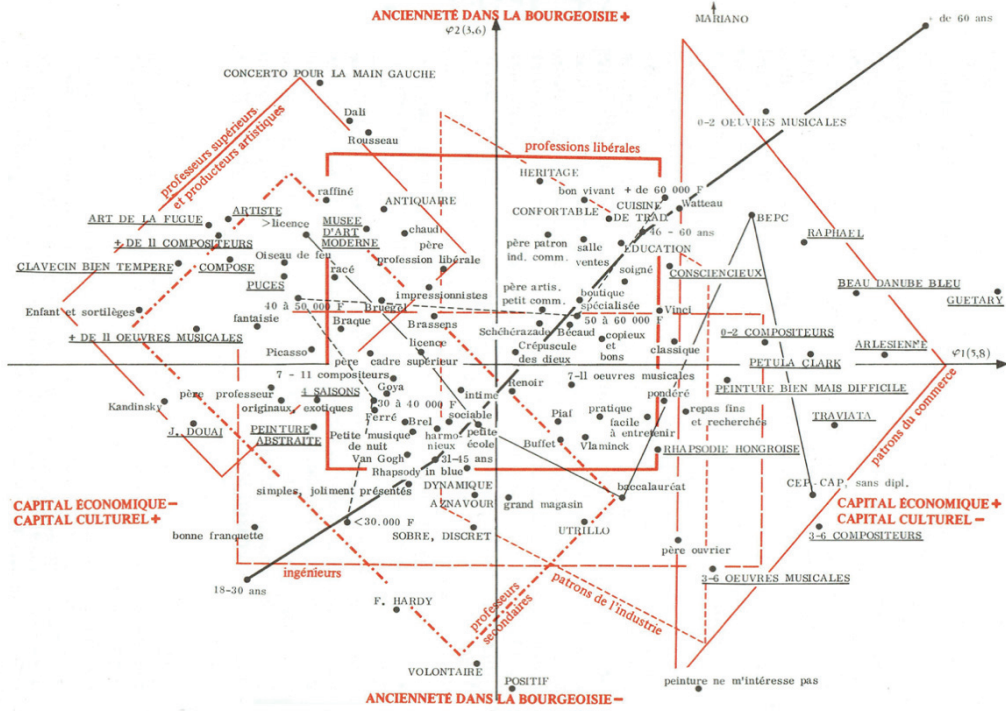 ANCIENNETÉ DANS LA BOURGEOISIE +
MARIANO
+ de 60 ans
φ2(3,6)
CONCERTO POUR LA MAIN GAUCHE
Dali
Rousseau
0-2 OEUVRES MUSICALES
professeurs supérieurs
et producteurs artistiques
professions libérales
HERITAGE
bon vivant
+ de 60 000 F
raffiné
CONFORTABLE
CUISINE
DE TRAD.
Watteau
ANTIQUAIRE
BEPC
ART DE LA FUGUE
ARTISTE
>licence
MUSEE
D'ART
MODERNE
chaud
père
profession libérale
46 - 60 ans
père patron
ind. comm.
salle
ventes
EDUCATION
RAPHAEL
+ de 11 COMPOSITEURS
Oiseau de feu
CLAVECIN BIEN TEMPERE
COMPOSE
soigné
CONSCIENCIEUX
PUCES
racé
impressionnistes
père artis.
petit comm.
boutique
spécialisée
BEAU DANUBE BLEU
GUETARY
40 à 50.000 F
Brueghel
Enfant et sortilèges
fantaisie
Braque
Brassens
Schéhérazade
Bécaud
50 à 60 000 F
Vinci
+ de 11 OEUVRES MUSICALES
licence
copieux
et
bons
classique
0-2 COMPOSITEURS
Picasso
père cadre supérieur
Crépuscule
des dieux
PETULA CLARK
ARLESIENNE
φ1(5,8)
7 - 11 compositeurs
Goya
intime
Renoir
7-11 oeuvres musicales
PEINTURE BIEN MAIS DIFFICILE
père professeur
4 SAISONS
30 à 40 000 F
pondéré
Kandinsky
originaux, exotiques
Ferré
Brel
sociable
petite
école
Piaf
pratique
facile
à entretenir
repas fins
et recherchés
TRAVIATA
J. DOUAI
PEINTURE
ABSTRAITE
Petite musique
de nuit
harmonieux
Buffet
Vlaminck
RHAPSODIE HONGROISE
Van Gogh
31-45 ans
Rhapsody in blue
patrons du commerce
simples, joliment présentés
DYNAMIQUE
baccalauréat
CEP - CAP, sans dipl.
CAPITAL ÉCONOMIQUE −
CAPITAL CULTUREL +
AZNAVOUR
grand magasin
CAPITAL ÉCONOMIQUE +
CAPITAL CULTUREL −
bonne franquette
<30.000 F
SOBRE, DISCRET
UTRILLO
3-6 COMPOSITEURS
père ouvrier
ingénieurs
3-6 OEUVRES MUSICALES
18-30 ans
F. HARDY
professeurs
secondaires
patrons de l'industrie
VOLONTAIRE
POSITIF
peinture ne m'intéresse pas
ANCIENNETÉ DANS LA BOURGEOISIE −